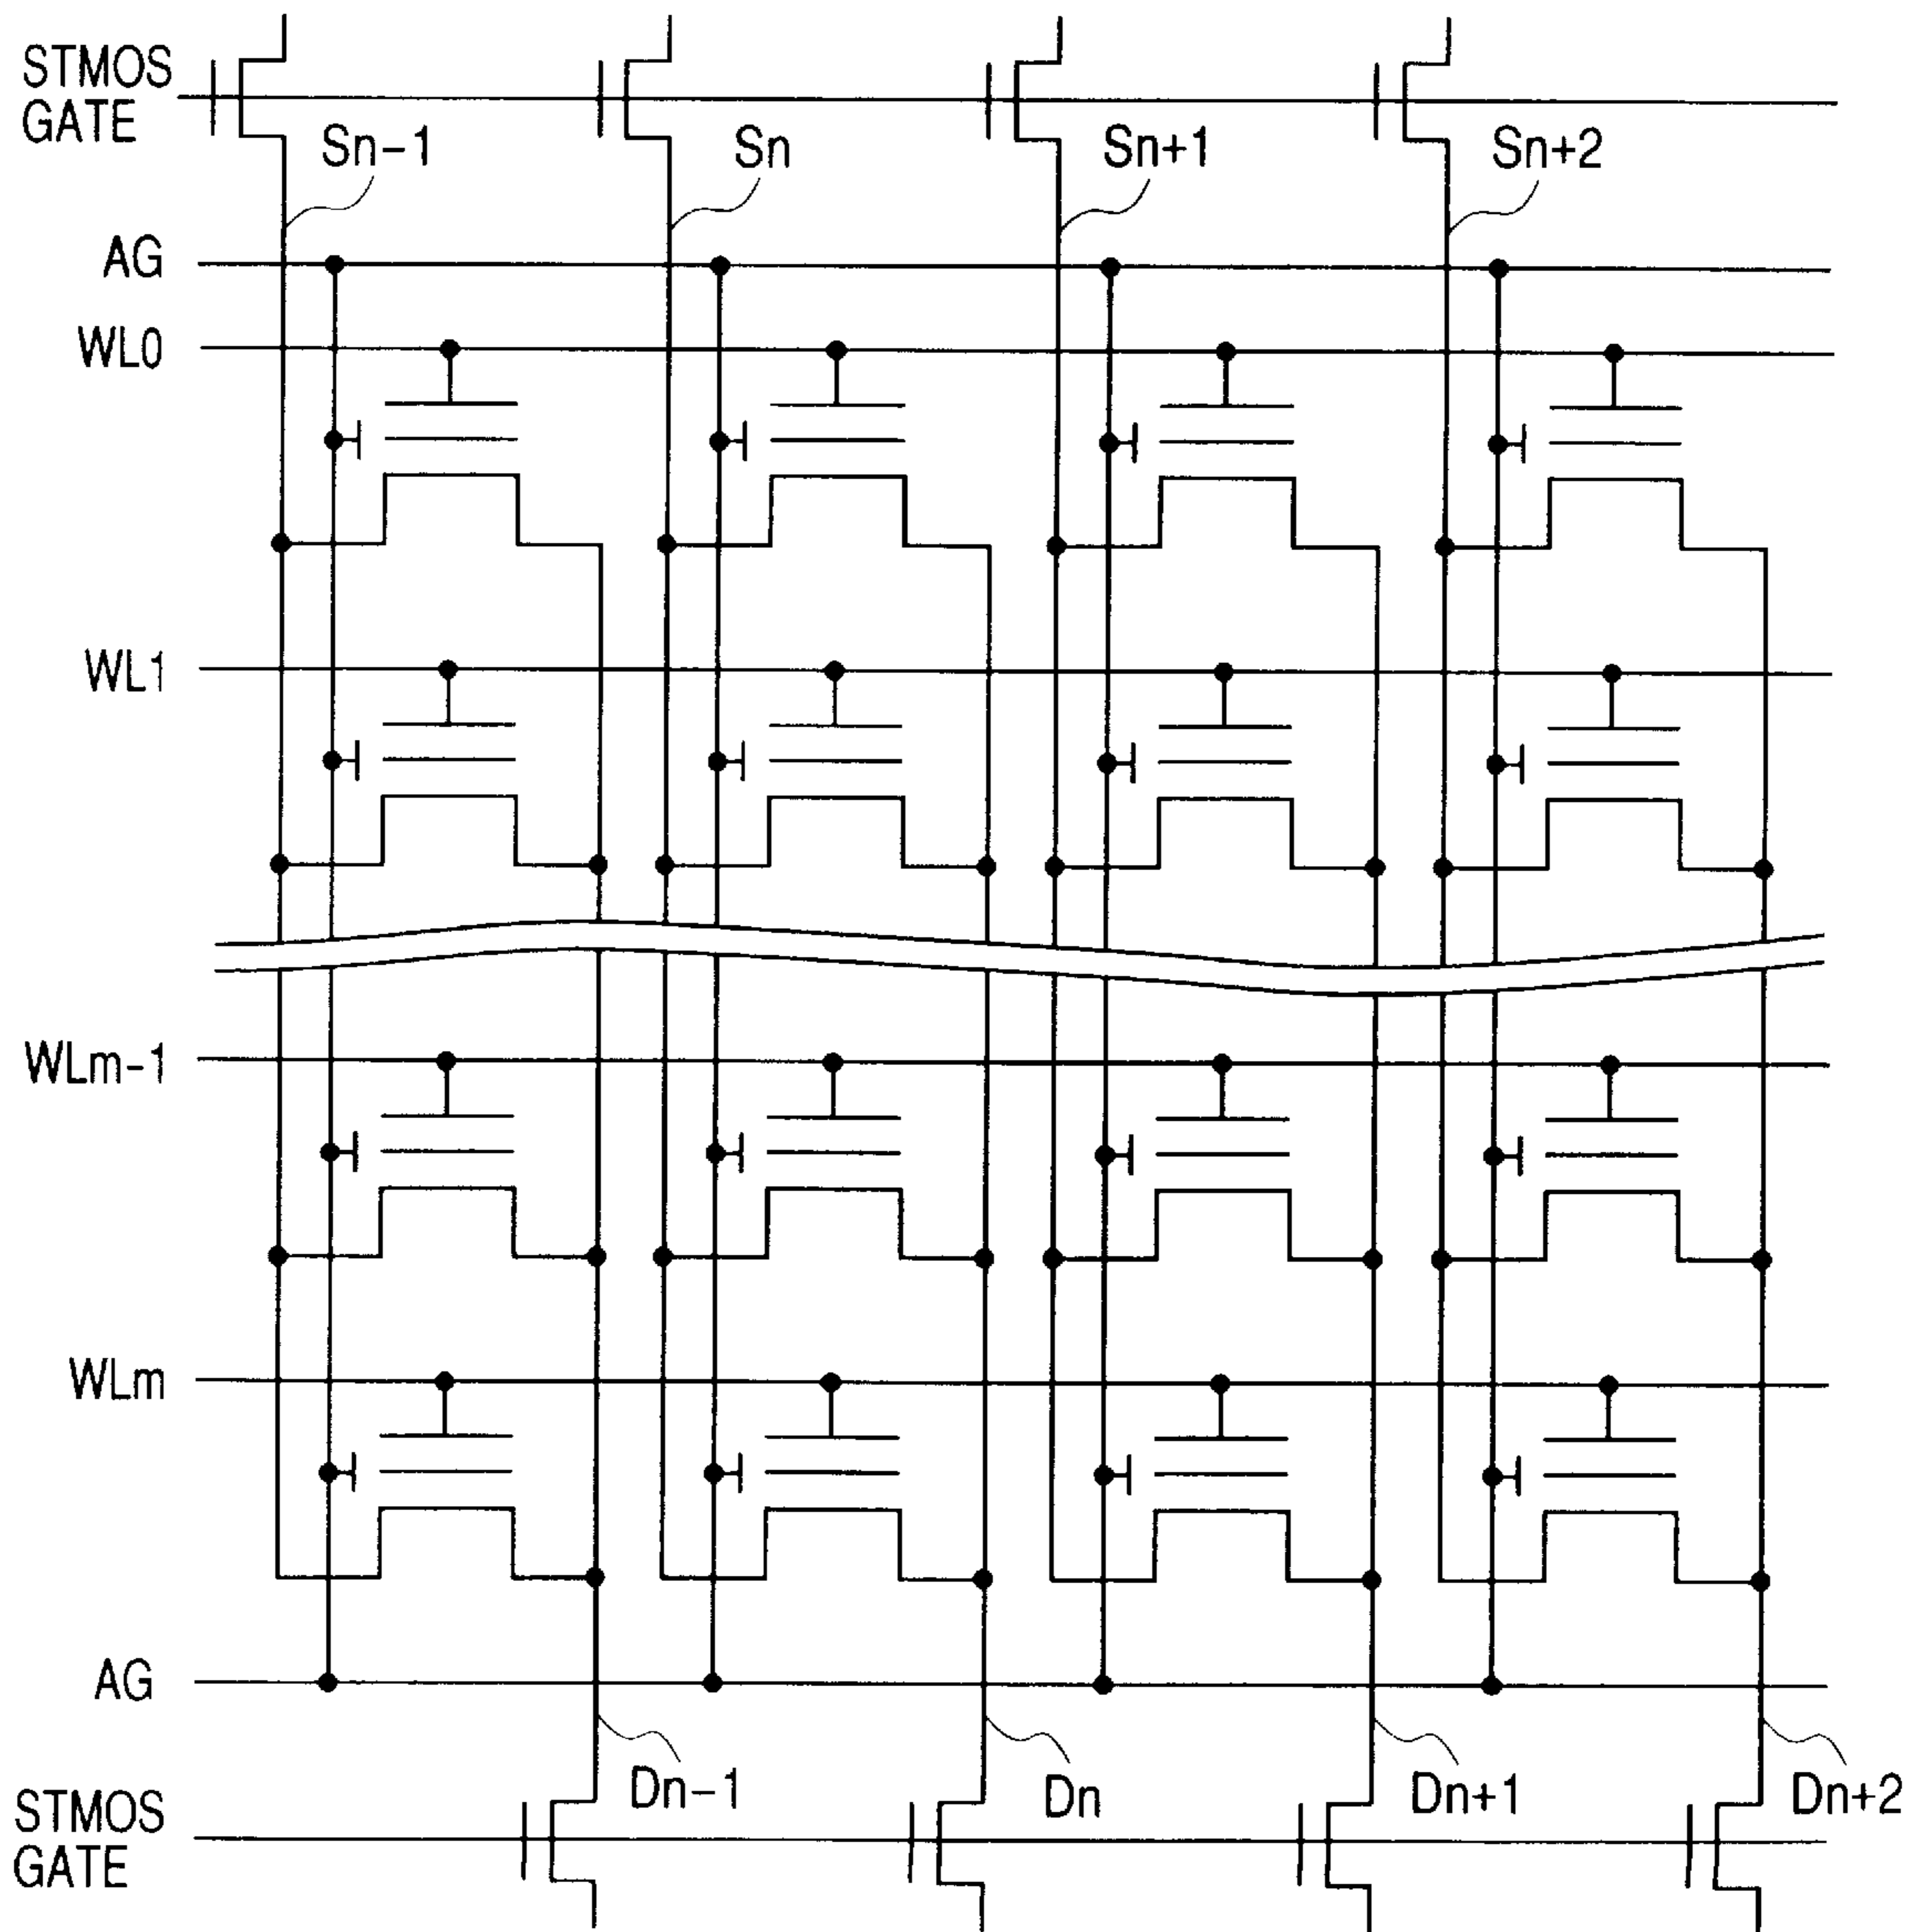 STMOS
GATE
Sn-1
Sn
Sn+1
Sn+2
AG
WL0
WL1
WLm-1
WLm
AG
Dn-1
Dn
Dn+1
Dn+2
STMOS
GATE